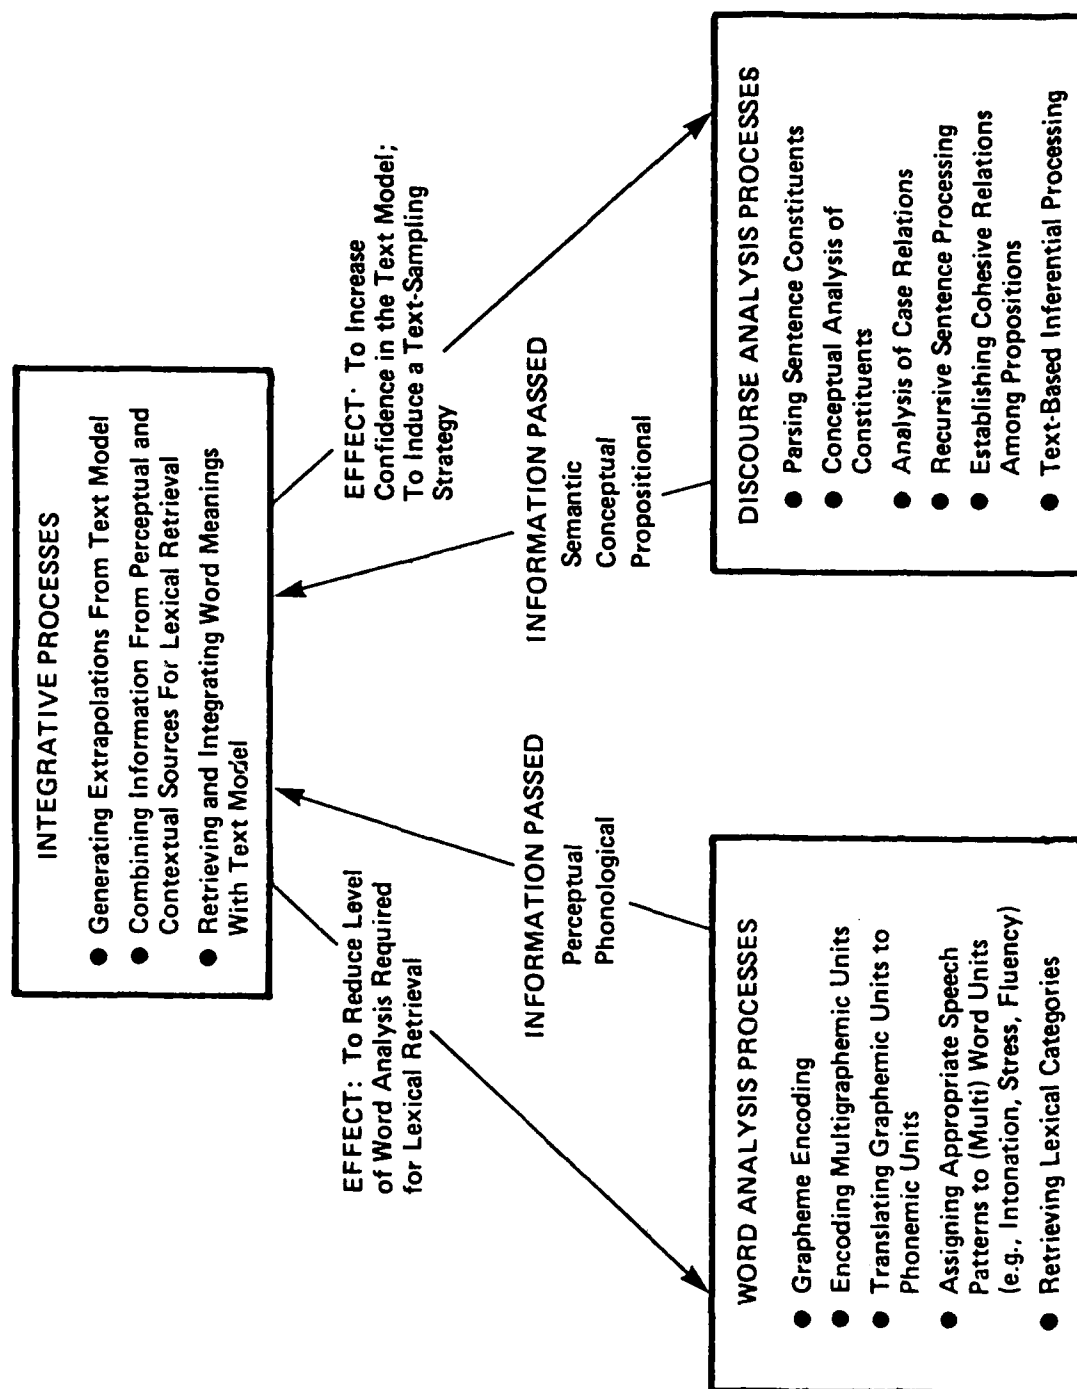 INTEGRATIVE PROCESSES
● Generating Extrapolations From Text Model
● Combining Information From Perceptual and
Contextual Sources For Lexical Retrieval
● Retrieving and Integrating Word Meanings
With Text Model
EFFECT: To Reduce Level
of Word Analysis Required
for Lexical Retrieval
EFFECT· To Increase
Confidence in the Text Model;
To Induce a Text-Sampling
Strategy
INFORMATION PASSED
Perceptual
Phonological
INFORMATION PASSED
Semantic
Conceptual
Propositional
WORD ANALYSIS PROCESSES
● Grapheme Encoding
● Encoding Multigraphemic Units
● Translating Graphemic Units to
Phonemic Units
● Assigning Appropriate Speech
Patterns to (Multi) Word Units
(e.g., Intonation, Stress, Fluency)
● Retrieving Lexical Categories
DISCOURSE ANALYSIS PROCESSES
● Parsing Sentence Constituents
● Conceptual Analysis of
Constituents
● Analysis of Case Relations
● Recursive Sentence Processing
● Establishing Cohesive Relations
Among Propositions
● Text-Based Inferential Processing